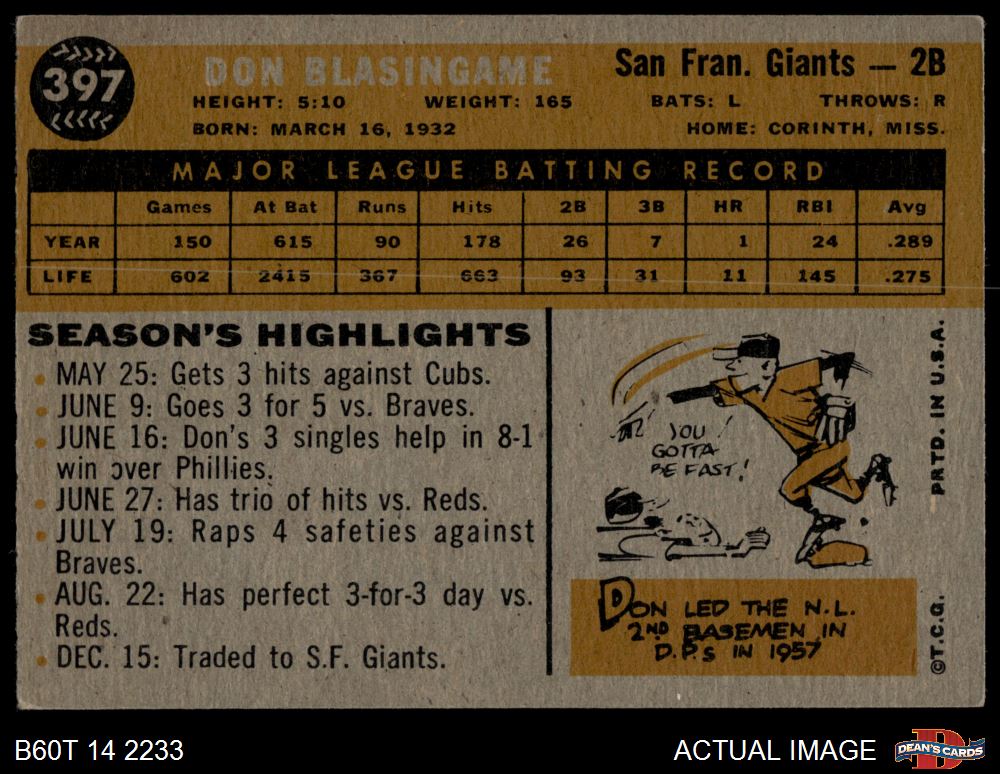 397
DON BLASINGAME
San Fran. Giants — 2B
HEIGHT: 5:10 WEIGHT: 165 BATS: L THROWS: R
BORN: MARCH 16, 1932 HOME: CORINTH, MISS.
MAJOR LEAGUE BATTING RECORD
Games At Bat Runs Hits 2B 3B HR RBI Avg
YEAR 150 615 90 178 26 7 1 24 .289
LIFE 602 2415 367 663 93 31 11 145 .275
SEASON'S HIGHLIGHTS
• MAY 25: Gets 3 hits against Cubs.
• JUNE 9: Goes 3 for 5 vs. Braves.
• JUNE 16: Don's 3 singles help in 8-1
win over Phillies.
• JUNE 27: Has trio of hits vs. Reds.
• JULY 19: Raps 4 safeties against
Braves.
• AUG. 22: Has perfect 3-for-3 day vs.
Reds.
• DEC. 15: Traded to S.F. Giants.
YOU
GOTTA
BE FAST!
DON LED THE N.L.
2ND BASEMEN IN
D.P.s IN 1957
©T.C.G. PRTD. IN U.S.A.
B60T 14 2233
ACTUAL IMAGE
D
DEAN'S CARDS